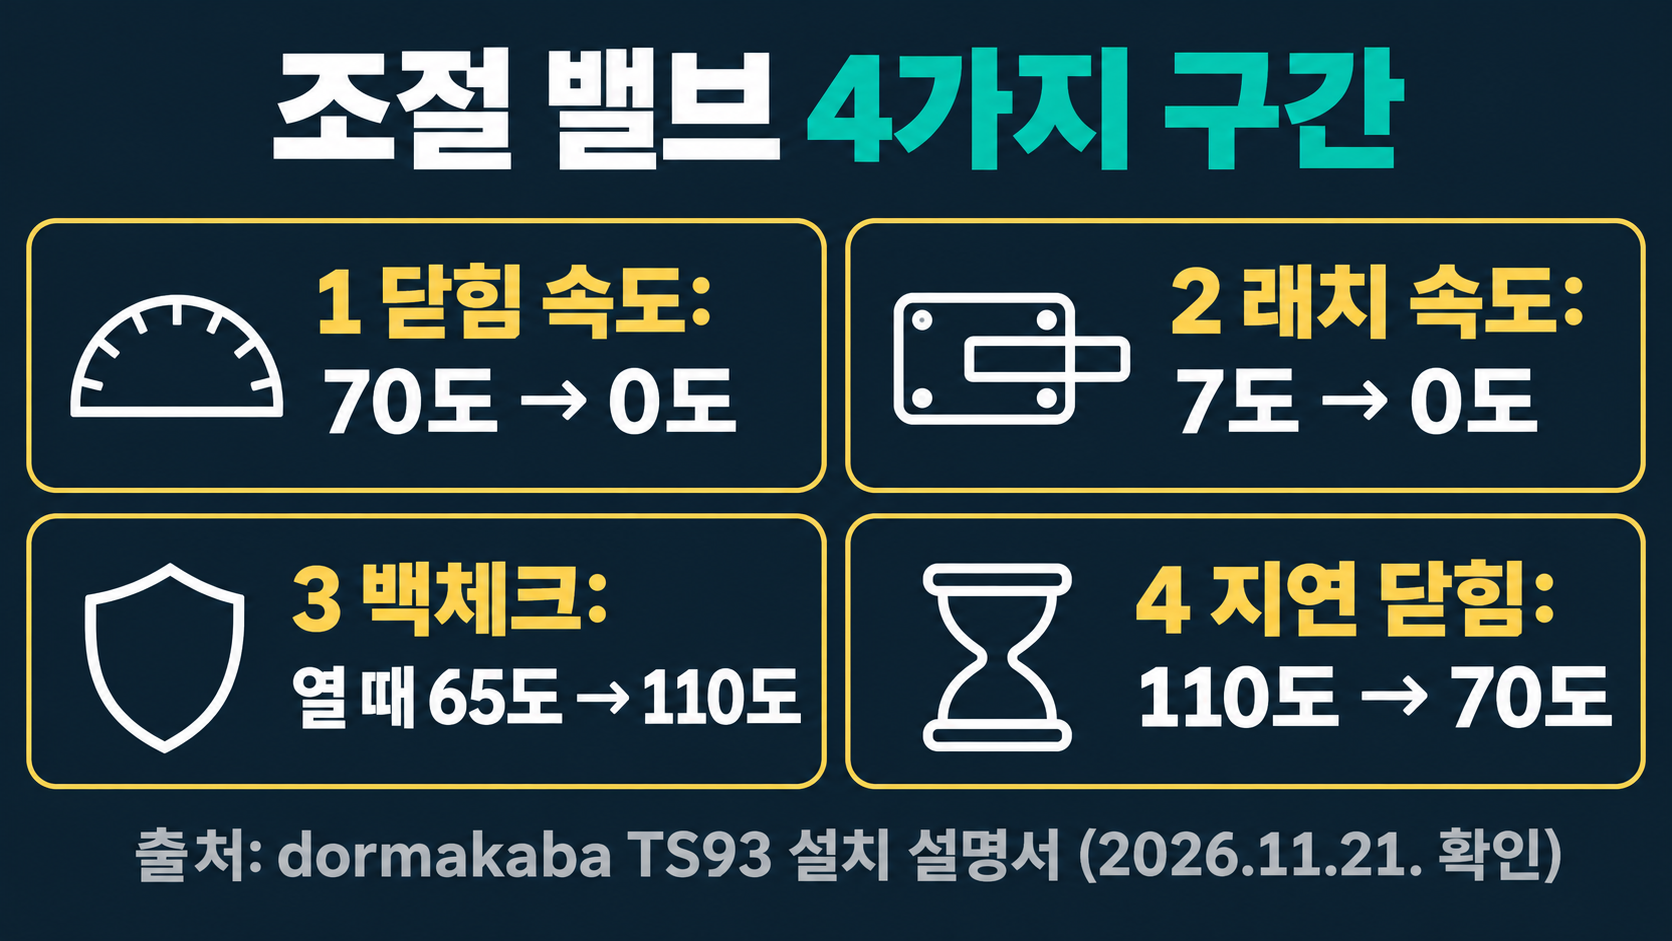 조절 밸브 4가지 구간
1 닫힘 속도:
70도 → 0도
2 래치 속도:
7도 → 0도
3 백체크:
열 때 65도 → 110도
4 지연 닫힘:
110도 → 70도
출처: dormakaba TS93 설치 설명서 (2026.11.21. 확인)